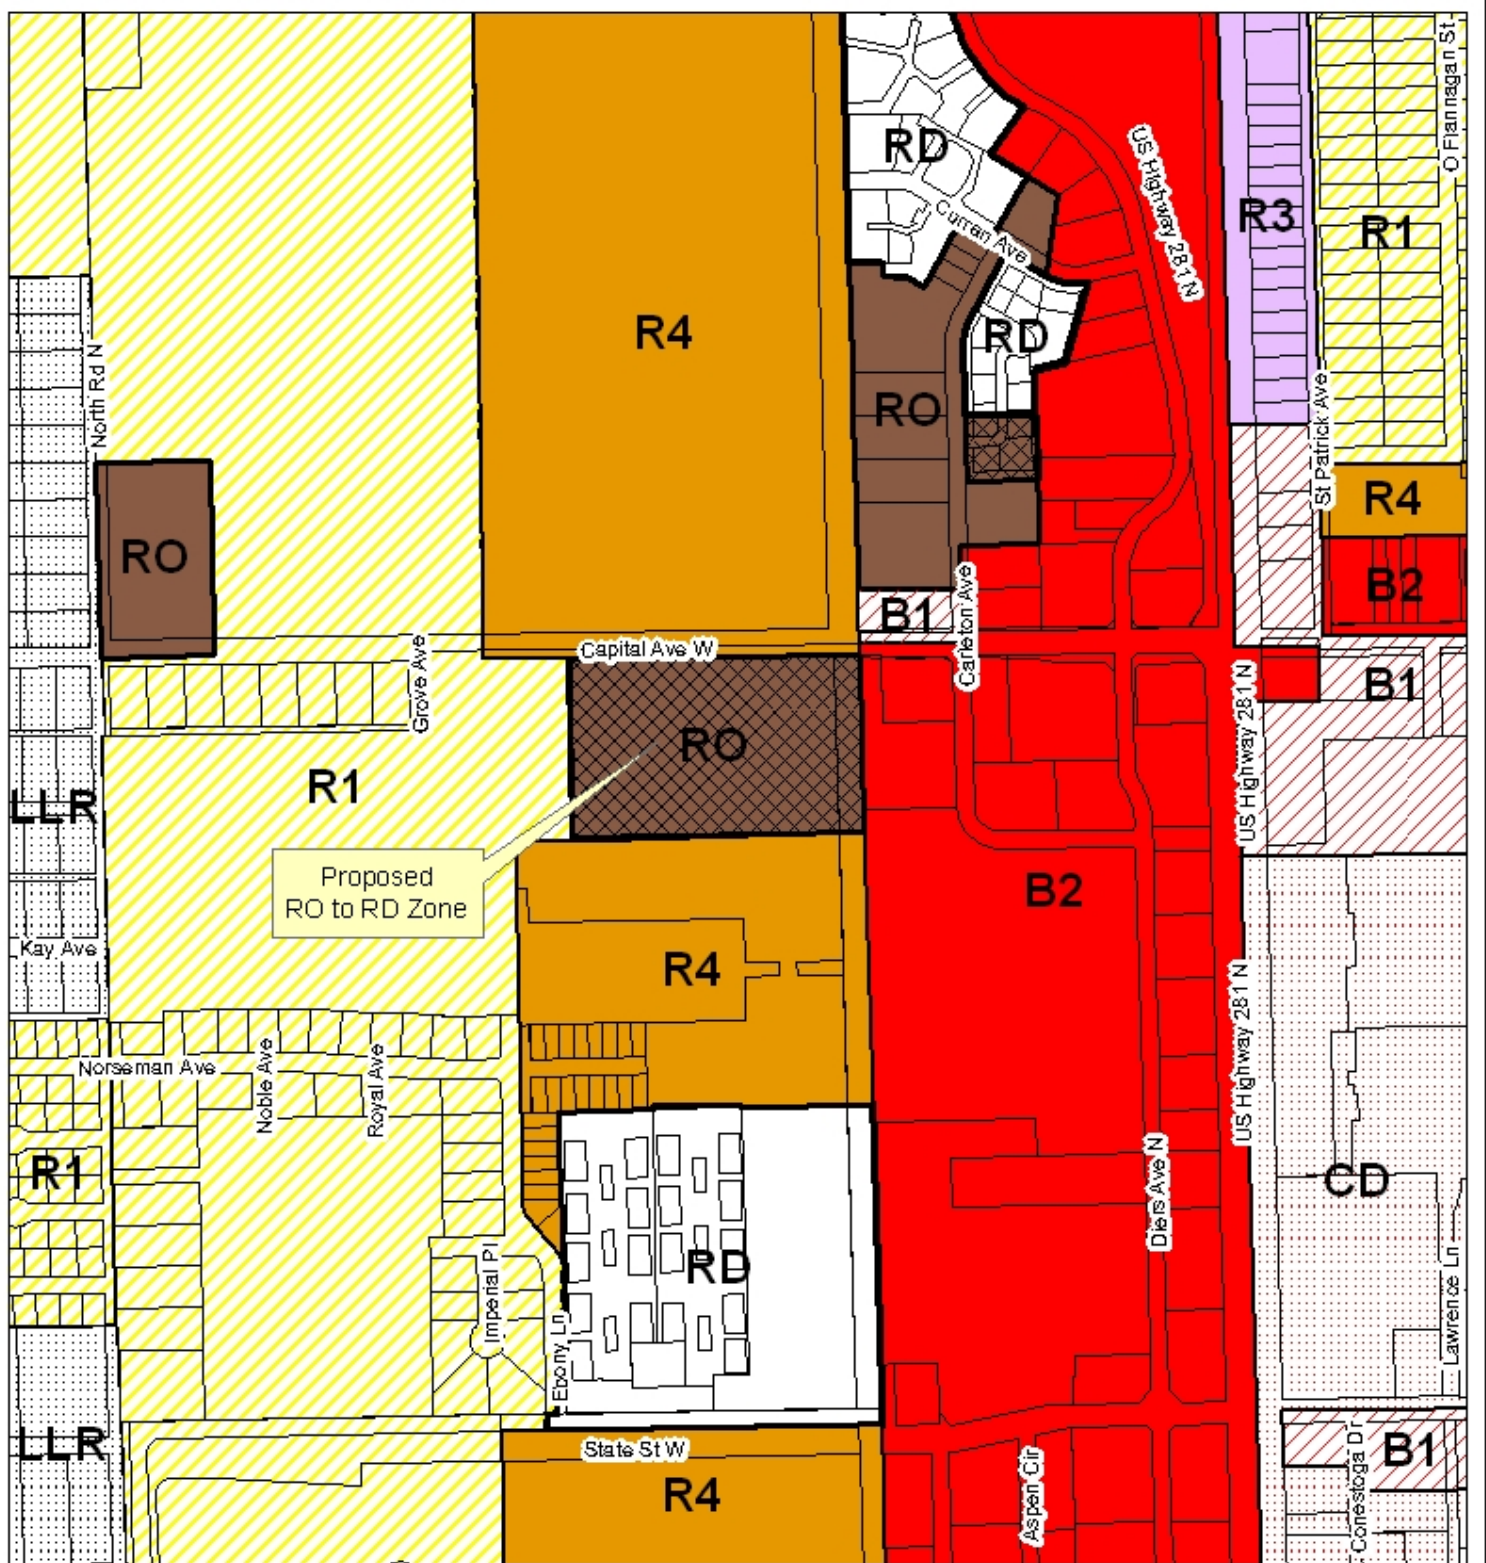 O Flannagan St
RD
US Highway 281 N
R3
Curran Ave
R1
R4
RD
North Rd N
RO
St Patrick Ave
R4
RO
B2
B1
Carleton Ave
Capital Ave W
Grove Ave
US Highway 281 N
B1
RO
R1
LLR
Proposed
RO to RD Zone
B2
Kay Ave
R4
US Highway 281 N
Norseman Ave
Noble Ave
Royal Ave
R1
CD
Diers Ave N
RD
Imperial Pl
Lawrence Ln
Ebony Ln
LLR
State St W
B1
R4
Aspen Cir
Conestoga Dr